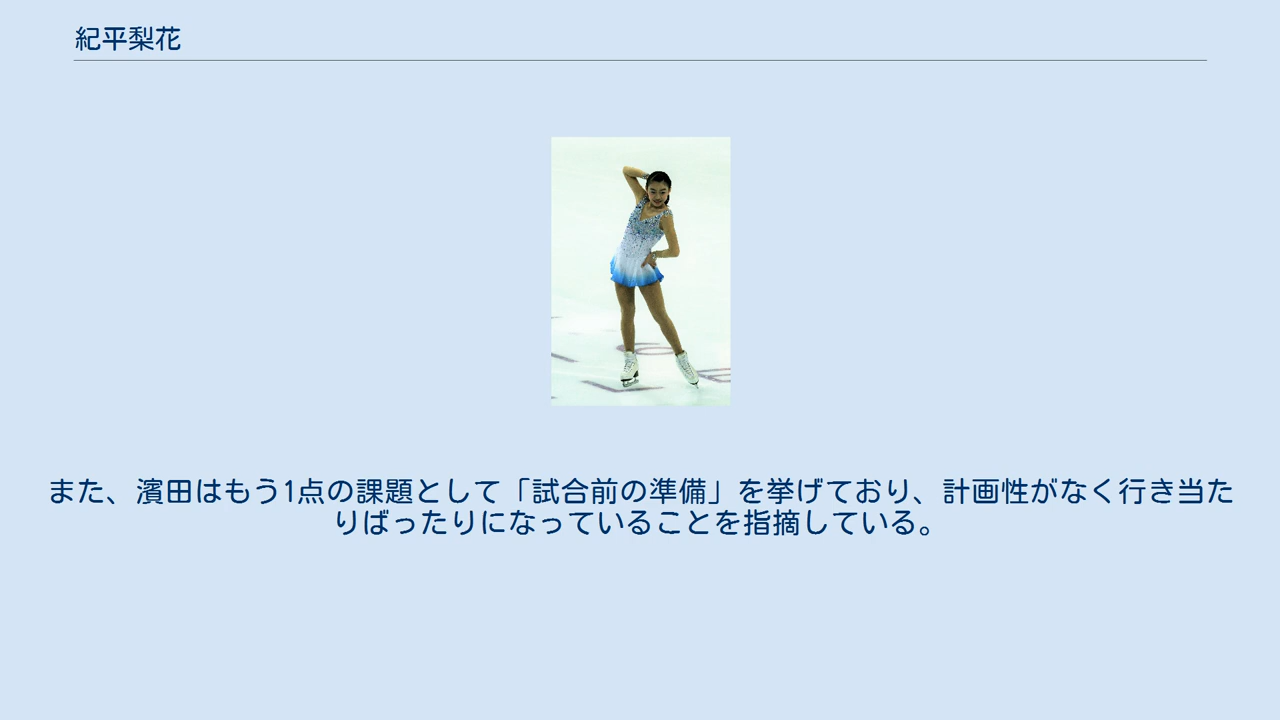 紀平梨花
また、濱田はもう1点の課題として「試合前の準備」を挙げており、計画性がなく行き当た
りばったりになっていることを指摘している。